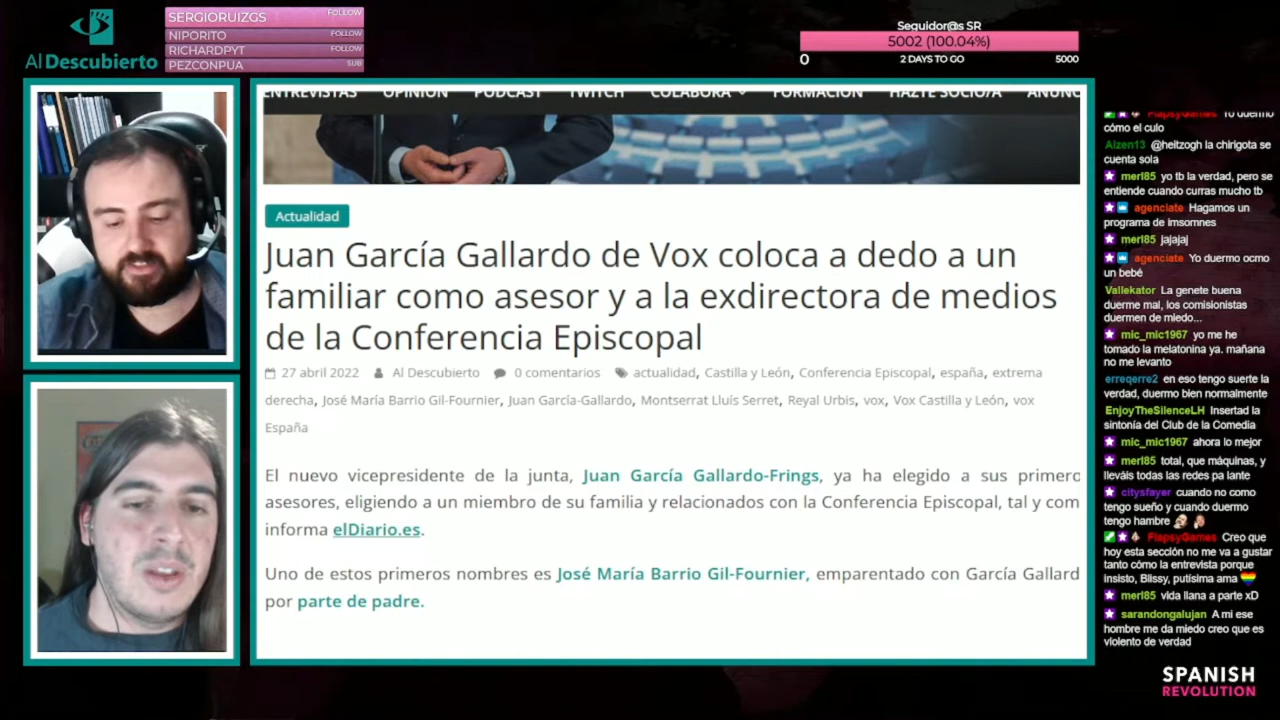 Al Descubierto
SERGIORUIZGS FOLLOW
NIPORITO FOLLOW
RICHARDPYT FOLLOW
PEZCONPUA SUB
Seguidor@s SR
5002 (100.04%)
0 2 DAYS TO GO 5000
ENTREVISTAS OPINIÓN PODCAST TWITCH COLABORA FORMACIÓN HAZTE SOCIO/A ANUNC
Actualidad
Juan García Gallardo de Vox coloca a dedo a un
familiar como asesor y a la exdirectora de medios
de la Conferencia Episcopal
27 abril 2022 Al Descubierto 0 comentarios actualidad, Castilla y León, Conferencia Episcopal, españa, extrema
derecha, José María Barrio Gil-Fournier, Juan García-Gallardo, Montserrat Lluís Serret, Reyal Urbis, vox, Vox Castilla y León, vox
España
El nuevo vicepresidente de la junta, Juan García Gallardo-Frings, ya ha elegido a sus primero
asesores, eligiendo a un miembro de su familia y relacionados con la Conferencia Episcopal, tal y com
informa elDiario.es.
Uno de estos primeros nombres es José María Barrio Gil-Fournier, emparentado con García Gallard
por parte de padre.
FlapsyGames Yo duermo
cómo el culo
Aizen13 @heitzogh la chirigota se
cuenta sola
merl85 yo tb la verdad, pero se
entiende cuando curras mucho tb
agenciate Hagamos un
programa de imsomnes
merl85 jajajaj
agenciate Yo duermo ocmo
un bebé
Vallekator La genete buena
duerme mal, los comisionistas
duermen de miedo...
mic_mic1967 yo me he
tomado la melatonina ya. mañana
no me levanto
erreqerre2 en eso tengo suerte la
verdad, duermo bien normalmente
EnjoyTheSilenceLH Insertad la
sintonía del Club de la Comedia
mic_mic1967 ahora lo mejor
merl85 total, que máquinas, y
lleváis todas las redes pa lante
citysfayer cuando no como
tengo sueño y cuando duermo
tengo hambre
FlapsyGames Creo que
hoy esta sección no me va a gustar
tanto cómo la entrevista porque
insisto, Blissy, putísima ama
merl85 vida llana a parte xD
sarandongalujan A mi ese
hombre me da miedo creo que es
violento de verdad
SPANISH
REVOLUTION